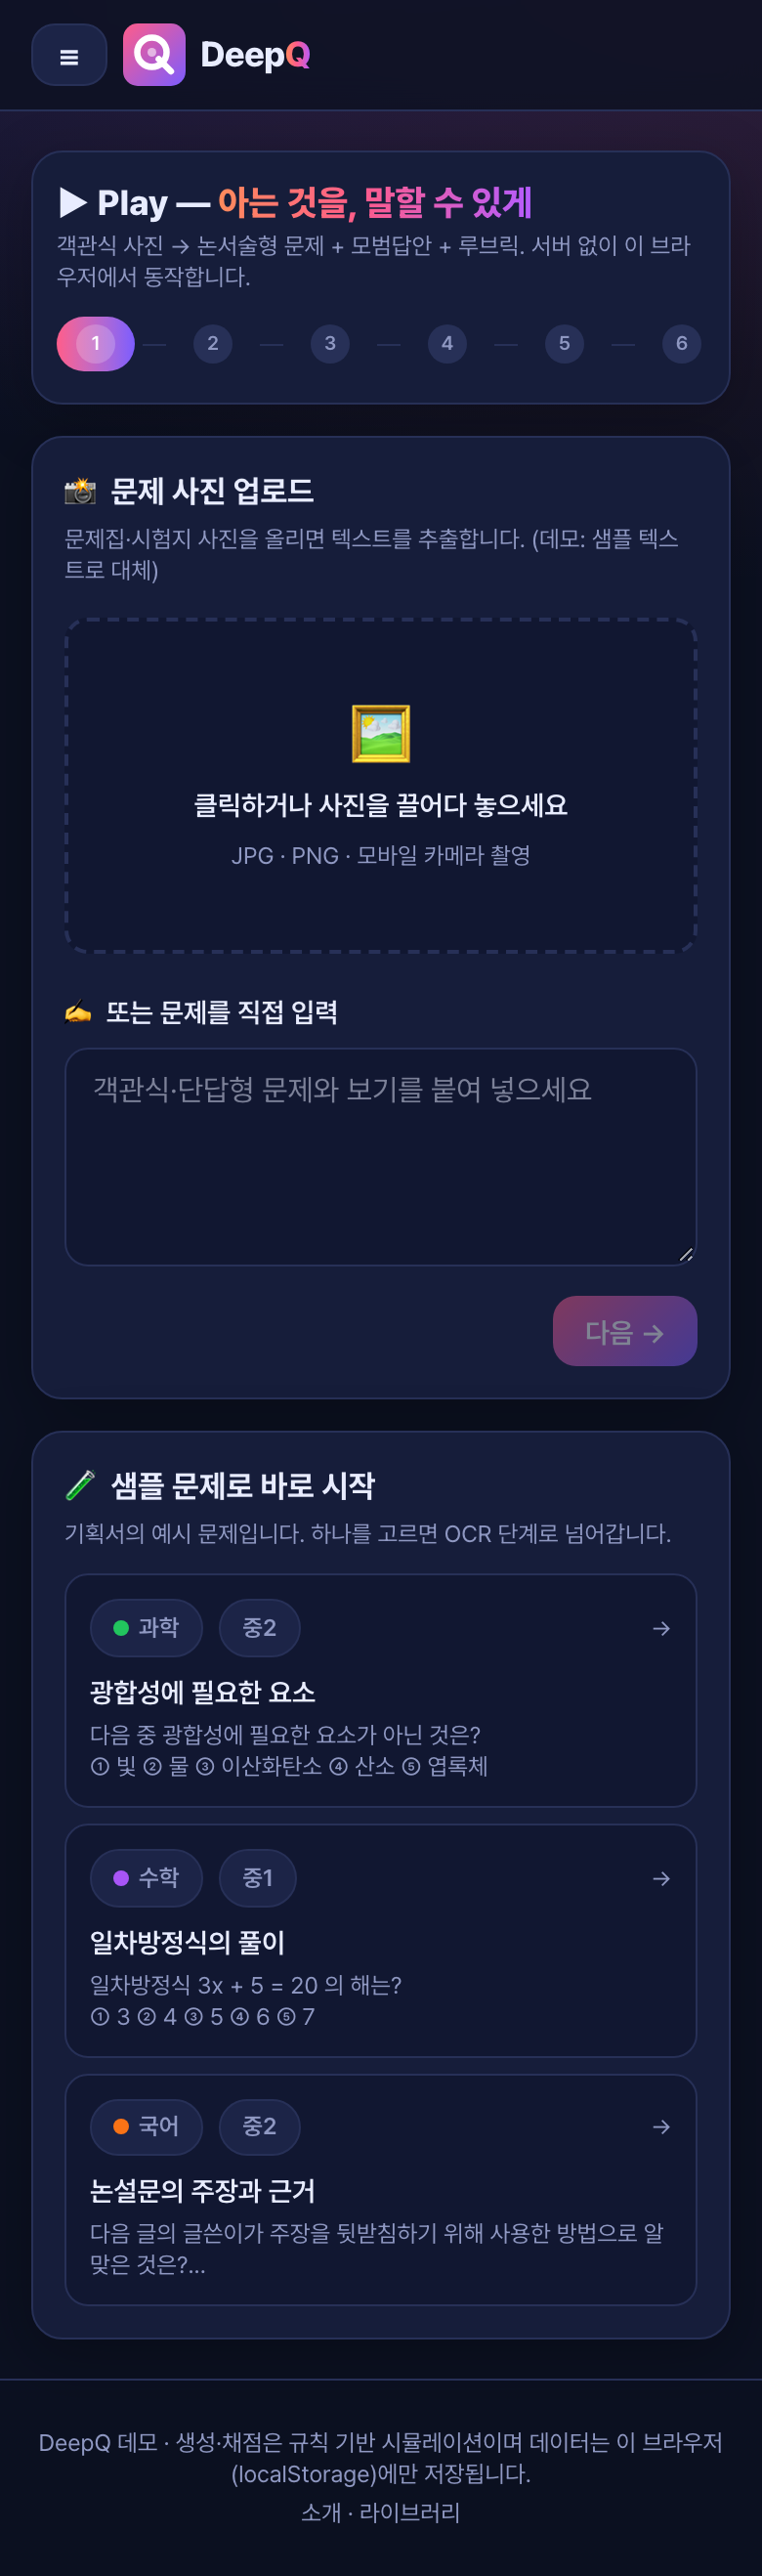 ≡ DeepQ
▶ Play — 아는 것을, 말할 수 있게
객관식 사진 → 논서술형 문제 + 모범답안 + 루브릭. 서버 없이 이 브라
우저에서 동작합니다.
1 — 2 — 3 — 4 — 5 — 6
📸 문제 사진 업로드
문제집·시험지 사진을 올리면 텍스트를 추출합니다. (데모: 샘플 텍스
트로 대체)
클릭하거나 사진을 끌어다 놓으세요
JPG · PNG · 모바일 카메라 촬영
✍️ 또는 문제를 직접 입력
객관식·단답형 문제와 보기를 붙여 넣으세요
다음 →
🧪 샘플 문제로 바로 시작
기획서의 예시 문제입니다. 하나를 고르면 OCR 단계로 넘어갑니다.
과학 중2 →
광합성에 필요한 요소
다음 중 광합성에 필요한 요소가 아닌 것은?
① 빛 ② 물 ③ 이산화탄소 ④ 산소 ⑤ 엽록체
수학 중1 →
일차방정식의 풀이
일차방정식 3x + 5 = 20 의 해는?
① 3 ② 4 ③ 5 ④ 6 ⑤ 7
국어 중2 →
논설문의 주장과 근거
다음 글의 글쓴이가 주장을 뒷받침하기 위해 사용한 방법으로 알
맞은 것은?...
DeepQ 데모 · 생성·채점은 규칙 기반 시뮬레이션이며 데이터는 이 브라우저
(localStorage)에만 저장됩니다.
소개 · 라이브러리